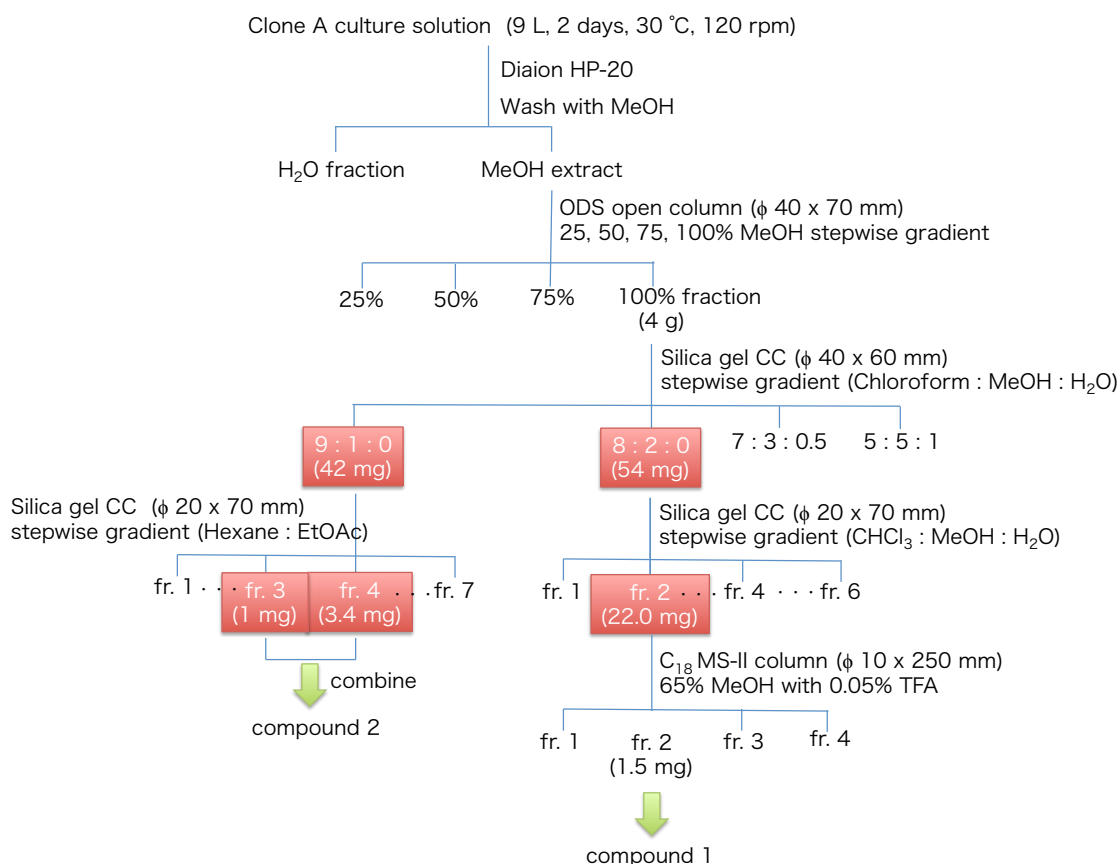 Clone A culture solution (9 L, 2 days, 30 ℃, 120 rpm)
Diaion HP-20
Wash with MeOH
H₂O fraction
MeOH extract
ODS open column (ϕ 40 x 70 mm)
25, 50, 75, 100% MeOH stepwise gradient
25%
50%
75%
100% fraction
(4 g)
Silica gel CC (ϕ 40 x 60 mm)
stepwise gradient (Chloroform : MeOH : H₂O)
9 : 1 : 0
(42 mg)
8 : 2 : 0
(54 mg)
7 : 3 : 0.5
5 : 5 : 1
Silica gel CC (ϕ 20 x 70 mm)
stepwise gradient (Hexane : EtOAc)
Silica gel CC (ϕ 20 x 70 mm)
stepwise gradient (CHCl₃ : MeOH : H₂O)
fr. 1 · · · fr. 3 fr. 4 · · · fr. 7
(1 mg) (3.4 mg)
fr. 1 fr. 2 · · · fr. 4 · · · fr. 6
(22.0 mg)
combine
compound 2
C₁₈ MS-II column (ϕ 10 x 250 mm)
65% MeOH with 0.05% TFA
fr. 1 fr. 2 fr. 3 fr. 4
(1.5 mg)
compound 1